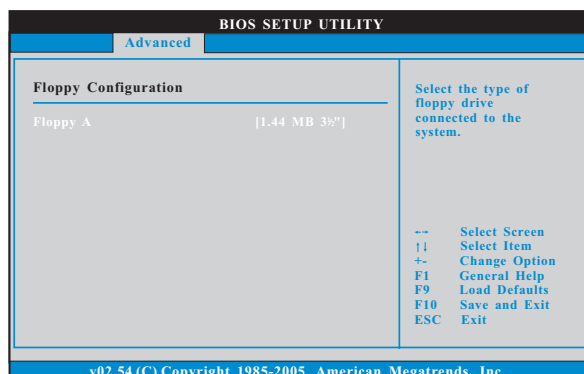 BIOS SETUP UTILITY
Advanced
Floppy Configuration
Floppy A [1.44 MB 3½"]
Select the type of
floppy drive
connected to the
system.
←→ Select Screen
↑↓ Select Item
+- Change Option
F1 General Help
F9 Load Defaults
F10 Save and Exit
ESC Exit
v02.54 (C) Copyright 1985-2005, American Megatrends, Inc.